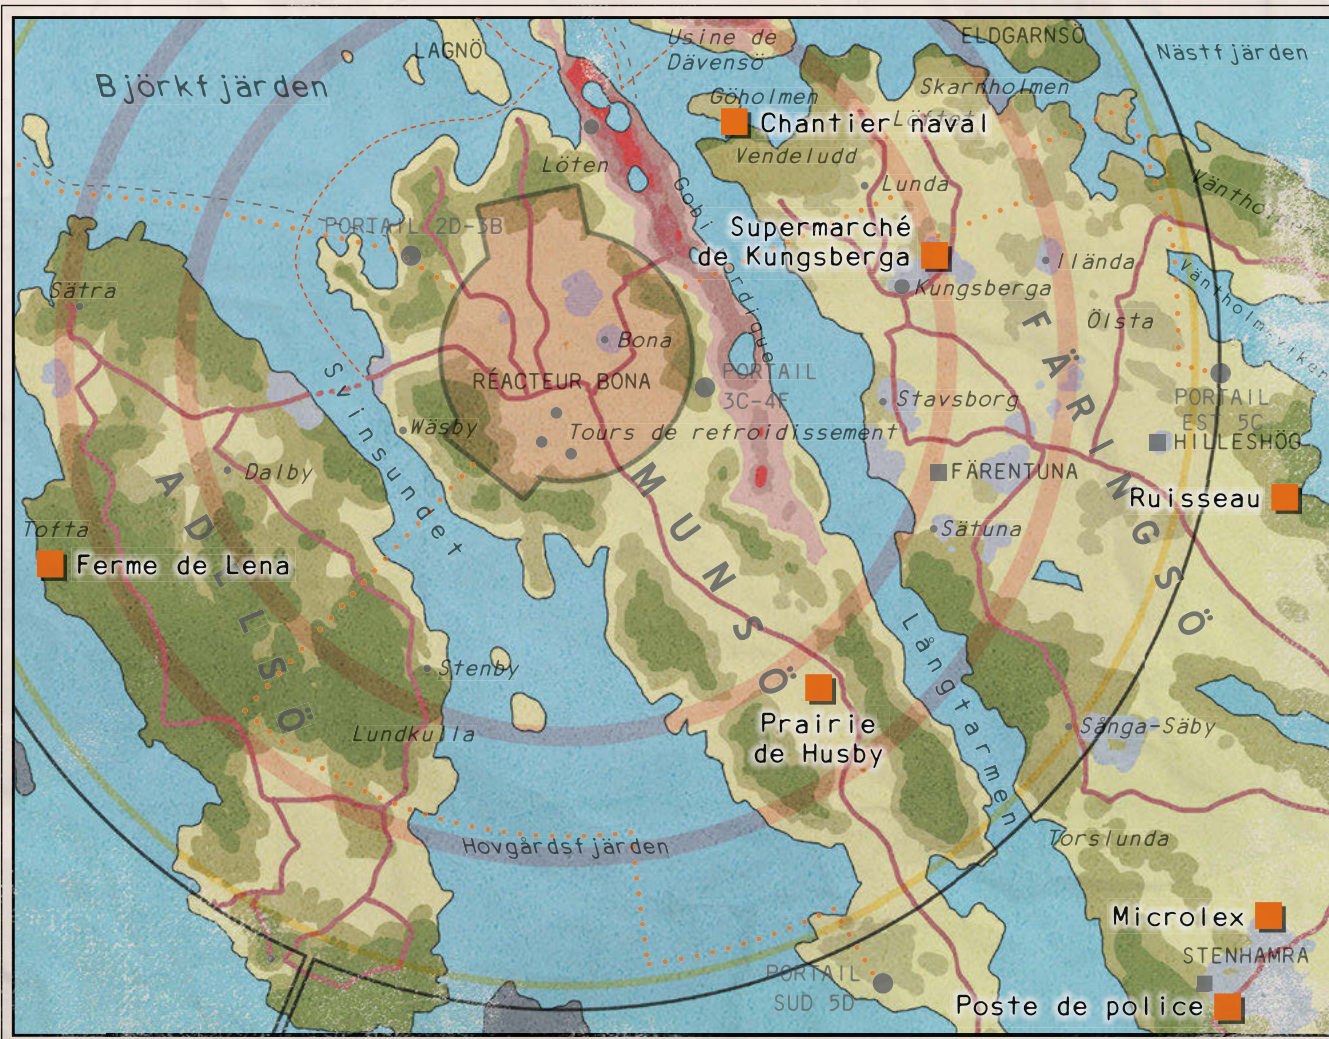 LAGNÖ
Usine de
Dävensö
ELDGARNSÖ
Nästfjärden
Björkfjärden
Göholmen
Skarnholmen
Chantier naval
Vendeludd
Löten
Lunda
PORTAIL 2D-3B
Supermarché
de Kungsberga
Illända
Kungsberga
Sätra
Ölsta
Bona
RÉACTEUR BONA
PORTAIL
3C-4F
Svinsundet
Stavsborg
PORTAIL
EST 5C
Wäsby
Tours de refroidissement
HILLESHÖG
Dalby
FÄRENTUNA
Ruisseau
ADELSÖ
MUNSÖ
FÄRINGSÖ
Tofta
Sätuna
Ferme de Lena
Långtarmen
Stenby
Prairie
de Husby
Lundkulla
Sånga-Säby
Hovgårdsfjärden
Torslunda
Microlex
STENHAMRA
PORTAIL
SUD 5D
Poste de police